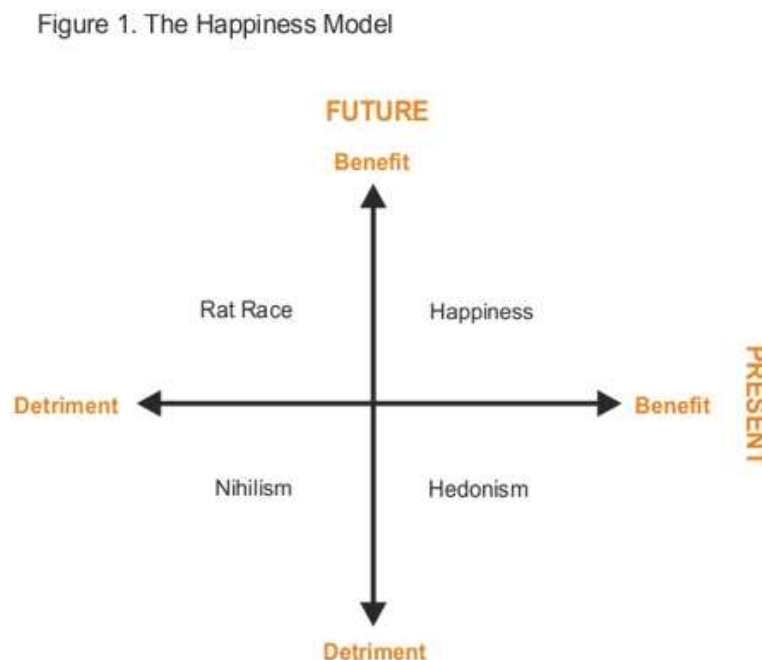 Figure 1. The Happiness Model
FUTURE
Benefit
Rat Race
Happiness
Detriment
Benefit
PRESENT
Nihilism
Hedonism
Detriment